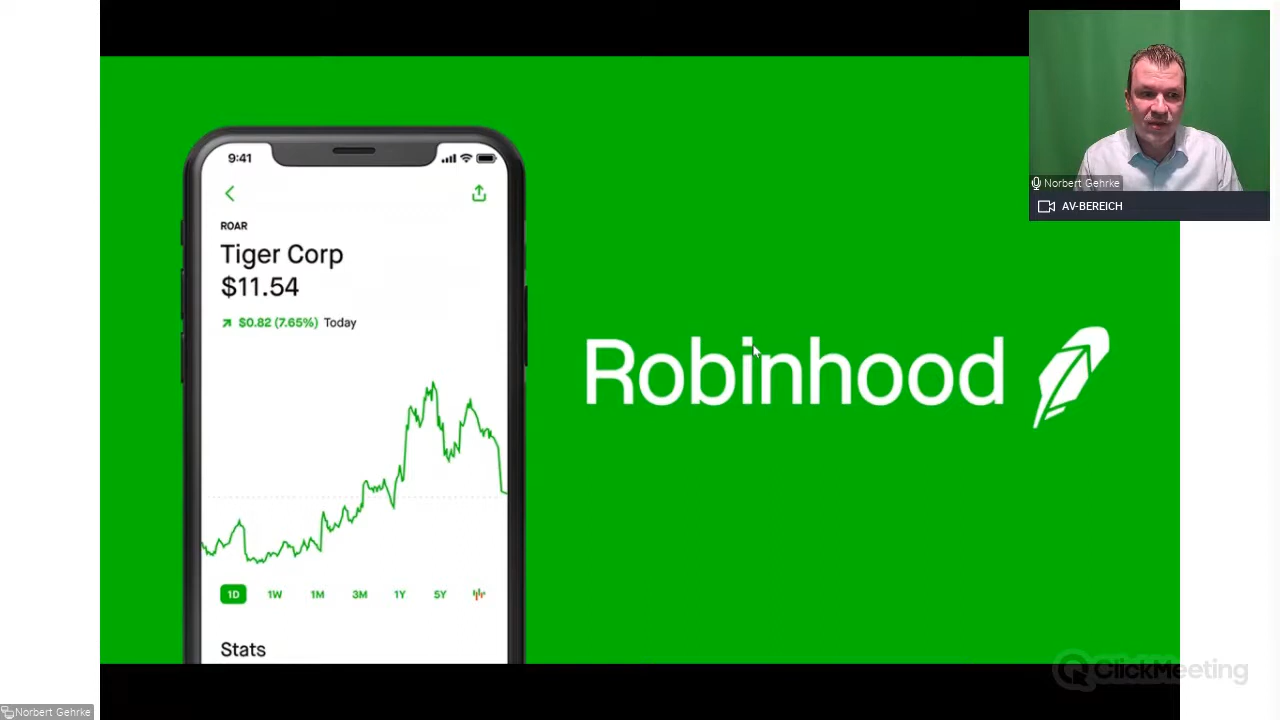 9:41
ROAR
Tiger Corp
$11.54
$0.82 (7.65%) Today
1D 1W 1M 3M 1Y 5Y
Stats
Robinhood
Norbert Gehrke
AV-BEREICH
ClickMeeting
Norbert Gehrke